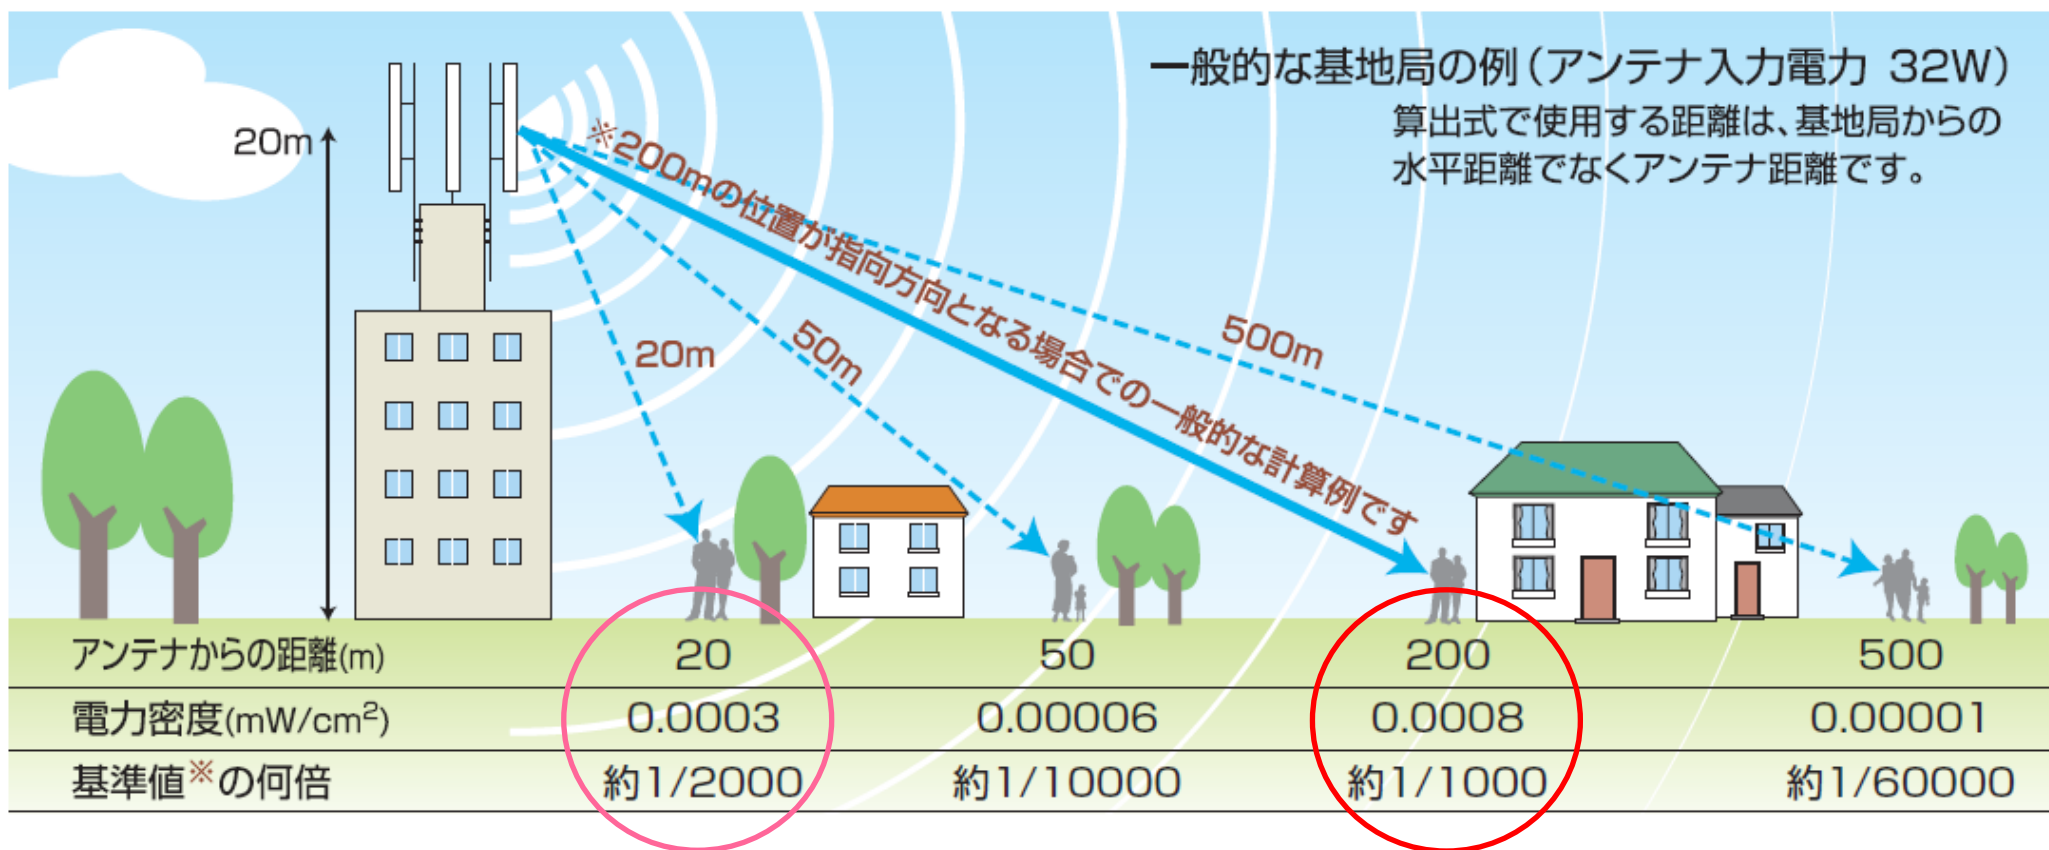 一般的な基地局の例(アンテナ入力電力 32W)
算出式で使用する距離は、基地局からの
水平距離でなくアンテナ距離です。
20m
※200mの位置が指向方向となる場合での一般的な計算例です
20m
50m
500m
アンテナからの距離(m) 20 50 200 500
電力密度(mW/cm²) 0.0003 0.00006 0.0008 0.00001
基準値※の何倍 約1/2000 約1/10000 約1/1000 約1/60000